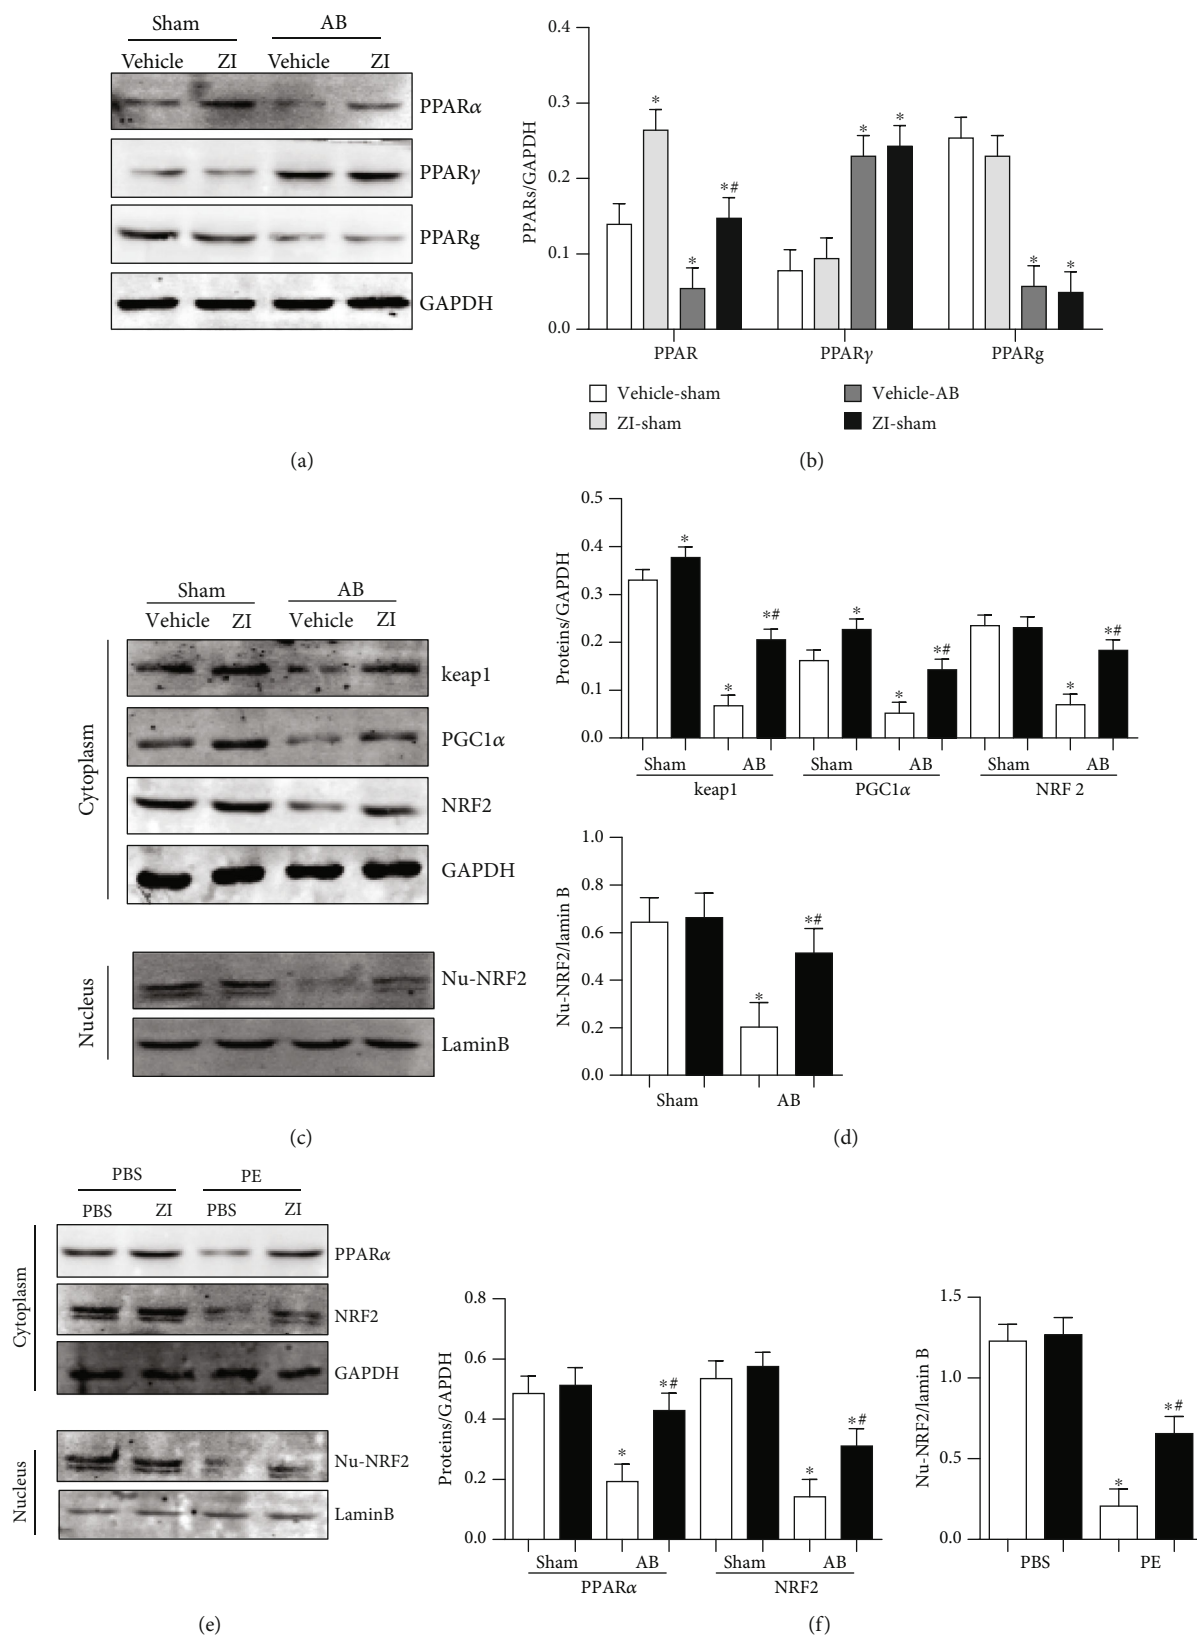 Sham AB
Vehicle ZI Vehicle ZI
PPARα
PPARγ
PPARg
GAPDH
(a)
0.4
0.3
0.2
0.1
0.0
PPARs/GAPDH
*
*#
*
*
*
*
*
PPAR PPARγ PPARg
Vehicle-sham Vehicle-AB
ZI-sham ZI-sham
(b)
Sham AB
Vehicle ZI Vehicle ZI
Cytoplasm
keap1
PGC1α
NRF2
GAPDH
Nucleus
Nu-NRF2
LaminB
(c)
0.5
0.4
0.3
0.2
0.1
0.0
Proteins/GAPDH
*
*
*#
*
*
*#
*
*#
Sham AB Sham AB Sham AB
keap1 PGC1α NRF 2
1.0
0.8
0.6
0.4
0.2
0.0
Nu-NRF2/lamin B
*
*#
Sham AB
(d)
PBS PE
PBS ZI PBS ZI
Cytoplasm
PPARα
NRF2
GAPDH
Nucleus
Nu-NRF2
LaminB
(e)
0.8
0.6
0.4
0.2
0.0
Proteins/GAPDH
*
*#
*
*#
Sham AB Sham AB
PPARα NRF2
1.5
1.0
0.5
0.0
Nu-NRF2/lamin B
*
*#
PBS PE
(f)